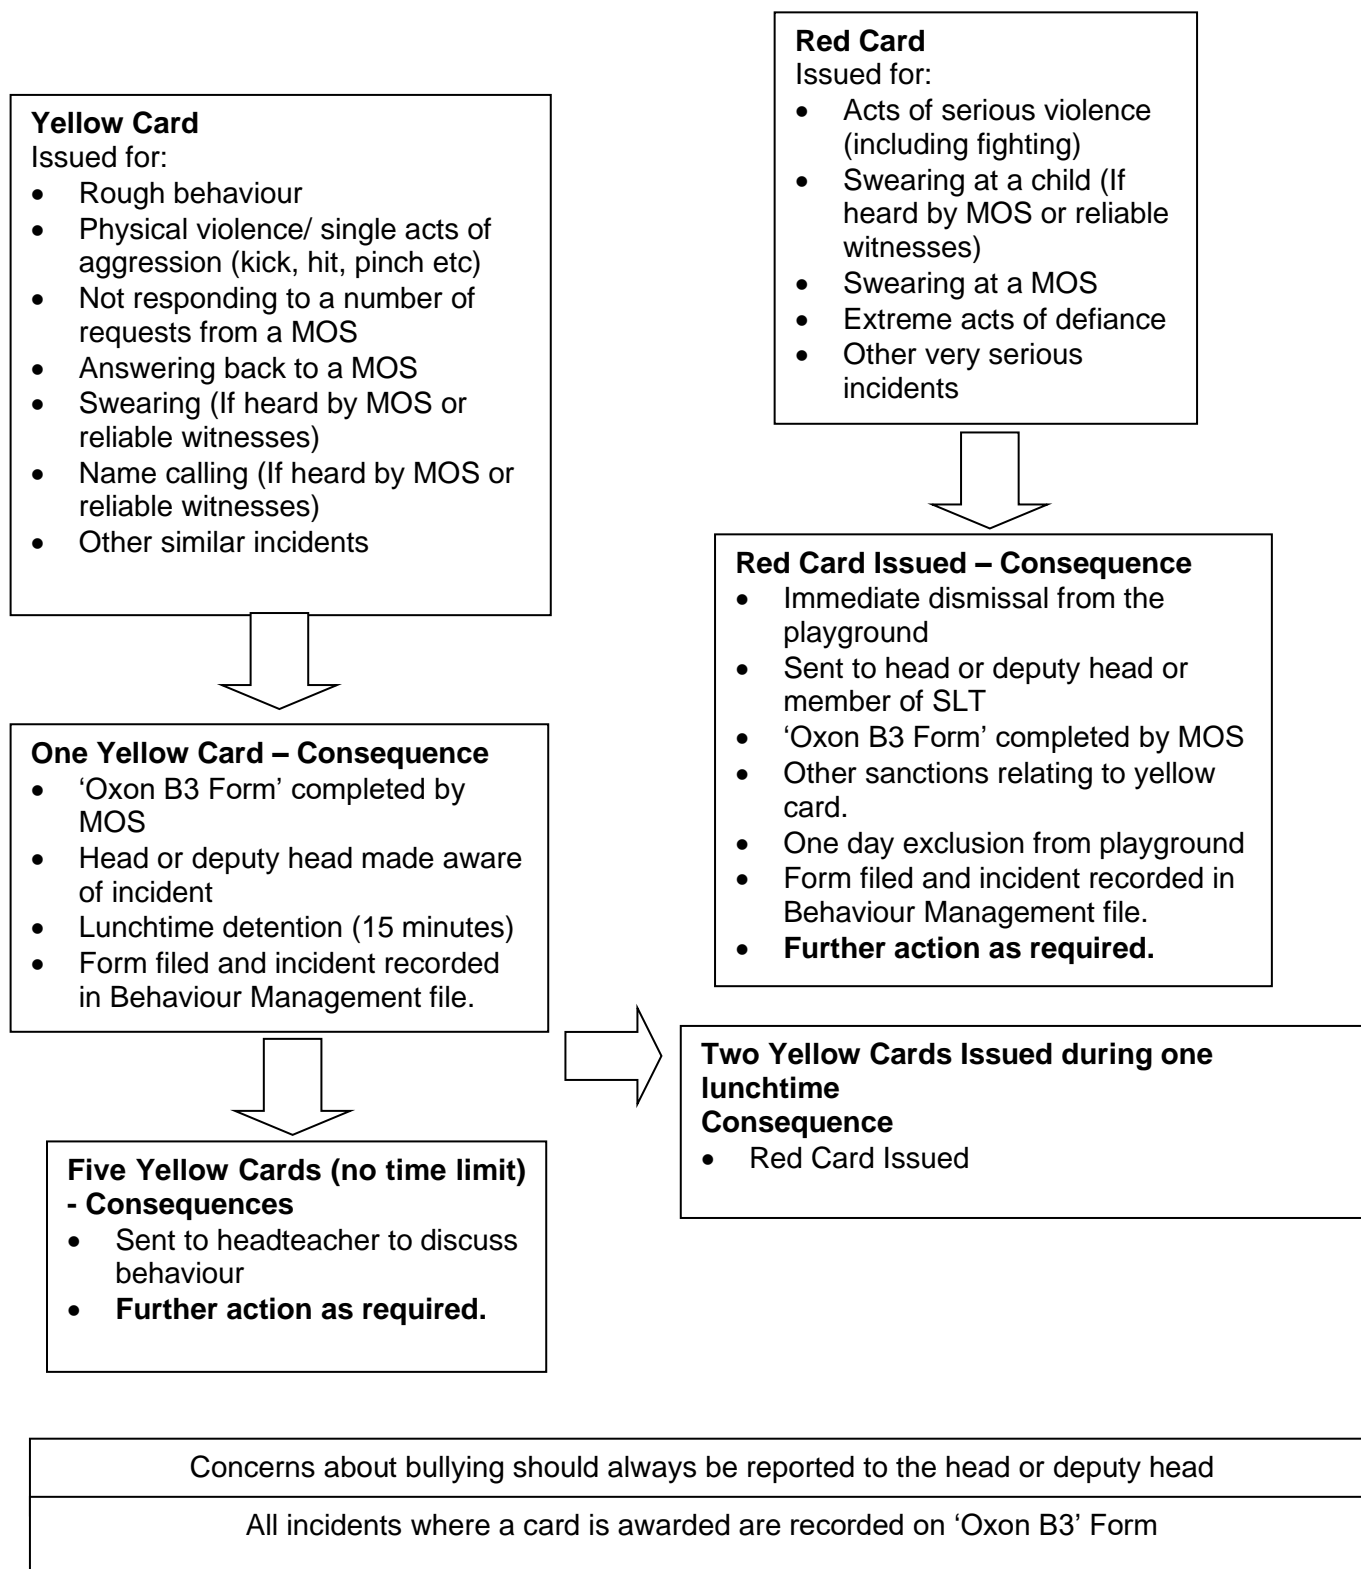 Red Card
Issued for:
• Acts of serious violence
(including fighting)
• Swearing at a child (If
heard by MOS or reliable
witnesses)
• Swearing at a MOS
• Extreme acts of defiance
• Other very serious
incidents
Yellow Card
Issued for:
• Rough behaviour
• Physical violence/ single acts of
aggression (kick, hit, pinch etc)
• Not responding to a number of
requests from a MOS
• Answering back to a MOS
• Swearing (If heard by MOS or
reliable witnesses)
• Name calling (If heard by MOS or
reliable witnesses)
• Other similar incidents
Red Card Issued – Consequence
• Immediate dismissal from the
playground
• Sent to head or deputy head or
member of SLT
• ‘Oxon B3 Form’ completed by MOS
• Other sanctions relating to yellow
card.
• One day exclusion from playground
• Form filed and incident recorded in
Behaviour Management file.
• Further action as required.
One Yellow Card – Consequence
• ‘Oxon B3 Form’ completed by
MOS
• Head or deputy head made aware
of incident
• Lunchtime detention (15 minutes)
• Form filed and incident recorded
in Behaviour Management file.
Two Yellow Cards Issued during one
lunchtime
Consequence
• Red Card Issued
Five Yellow Cards (no time limit)
- Consequences
• Sent to headteacher to discuss
behaviour
• Further action as required.
Concerns about bullying should always be reported to the head or deputy head
All incidents where a card is awarded are recorded on ‘Oxon B3’ Form